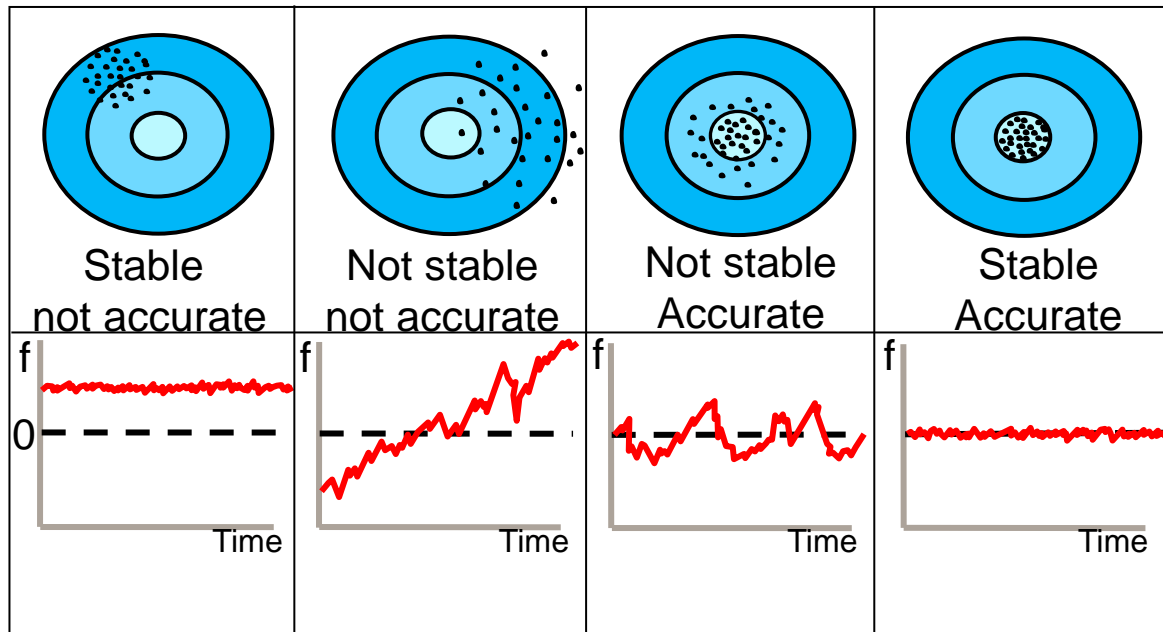 Stable
not accurate
Not stable
not accurate
Not stable
Accurate
Stable
Accurate
f
0
Time
f
Time
f
Time
f
Time